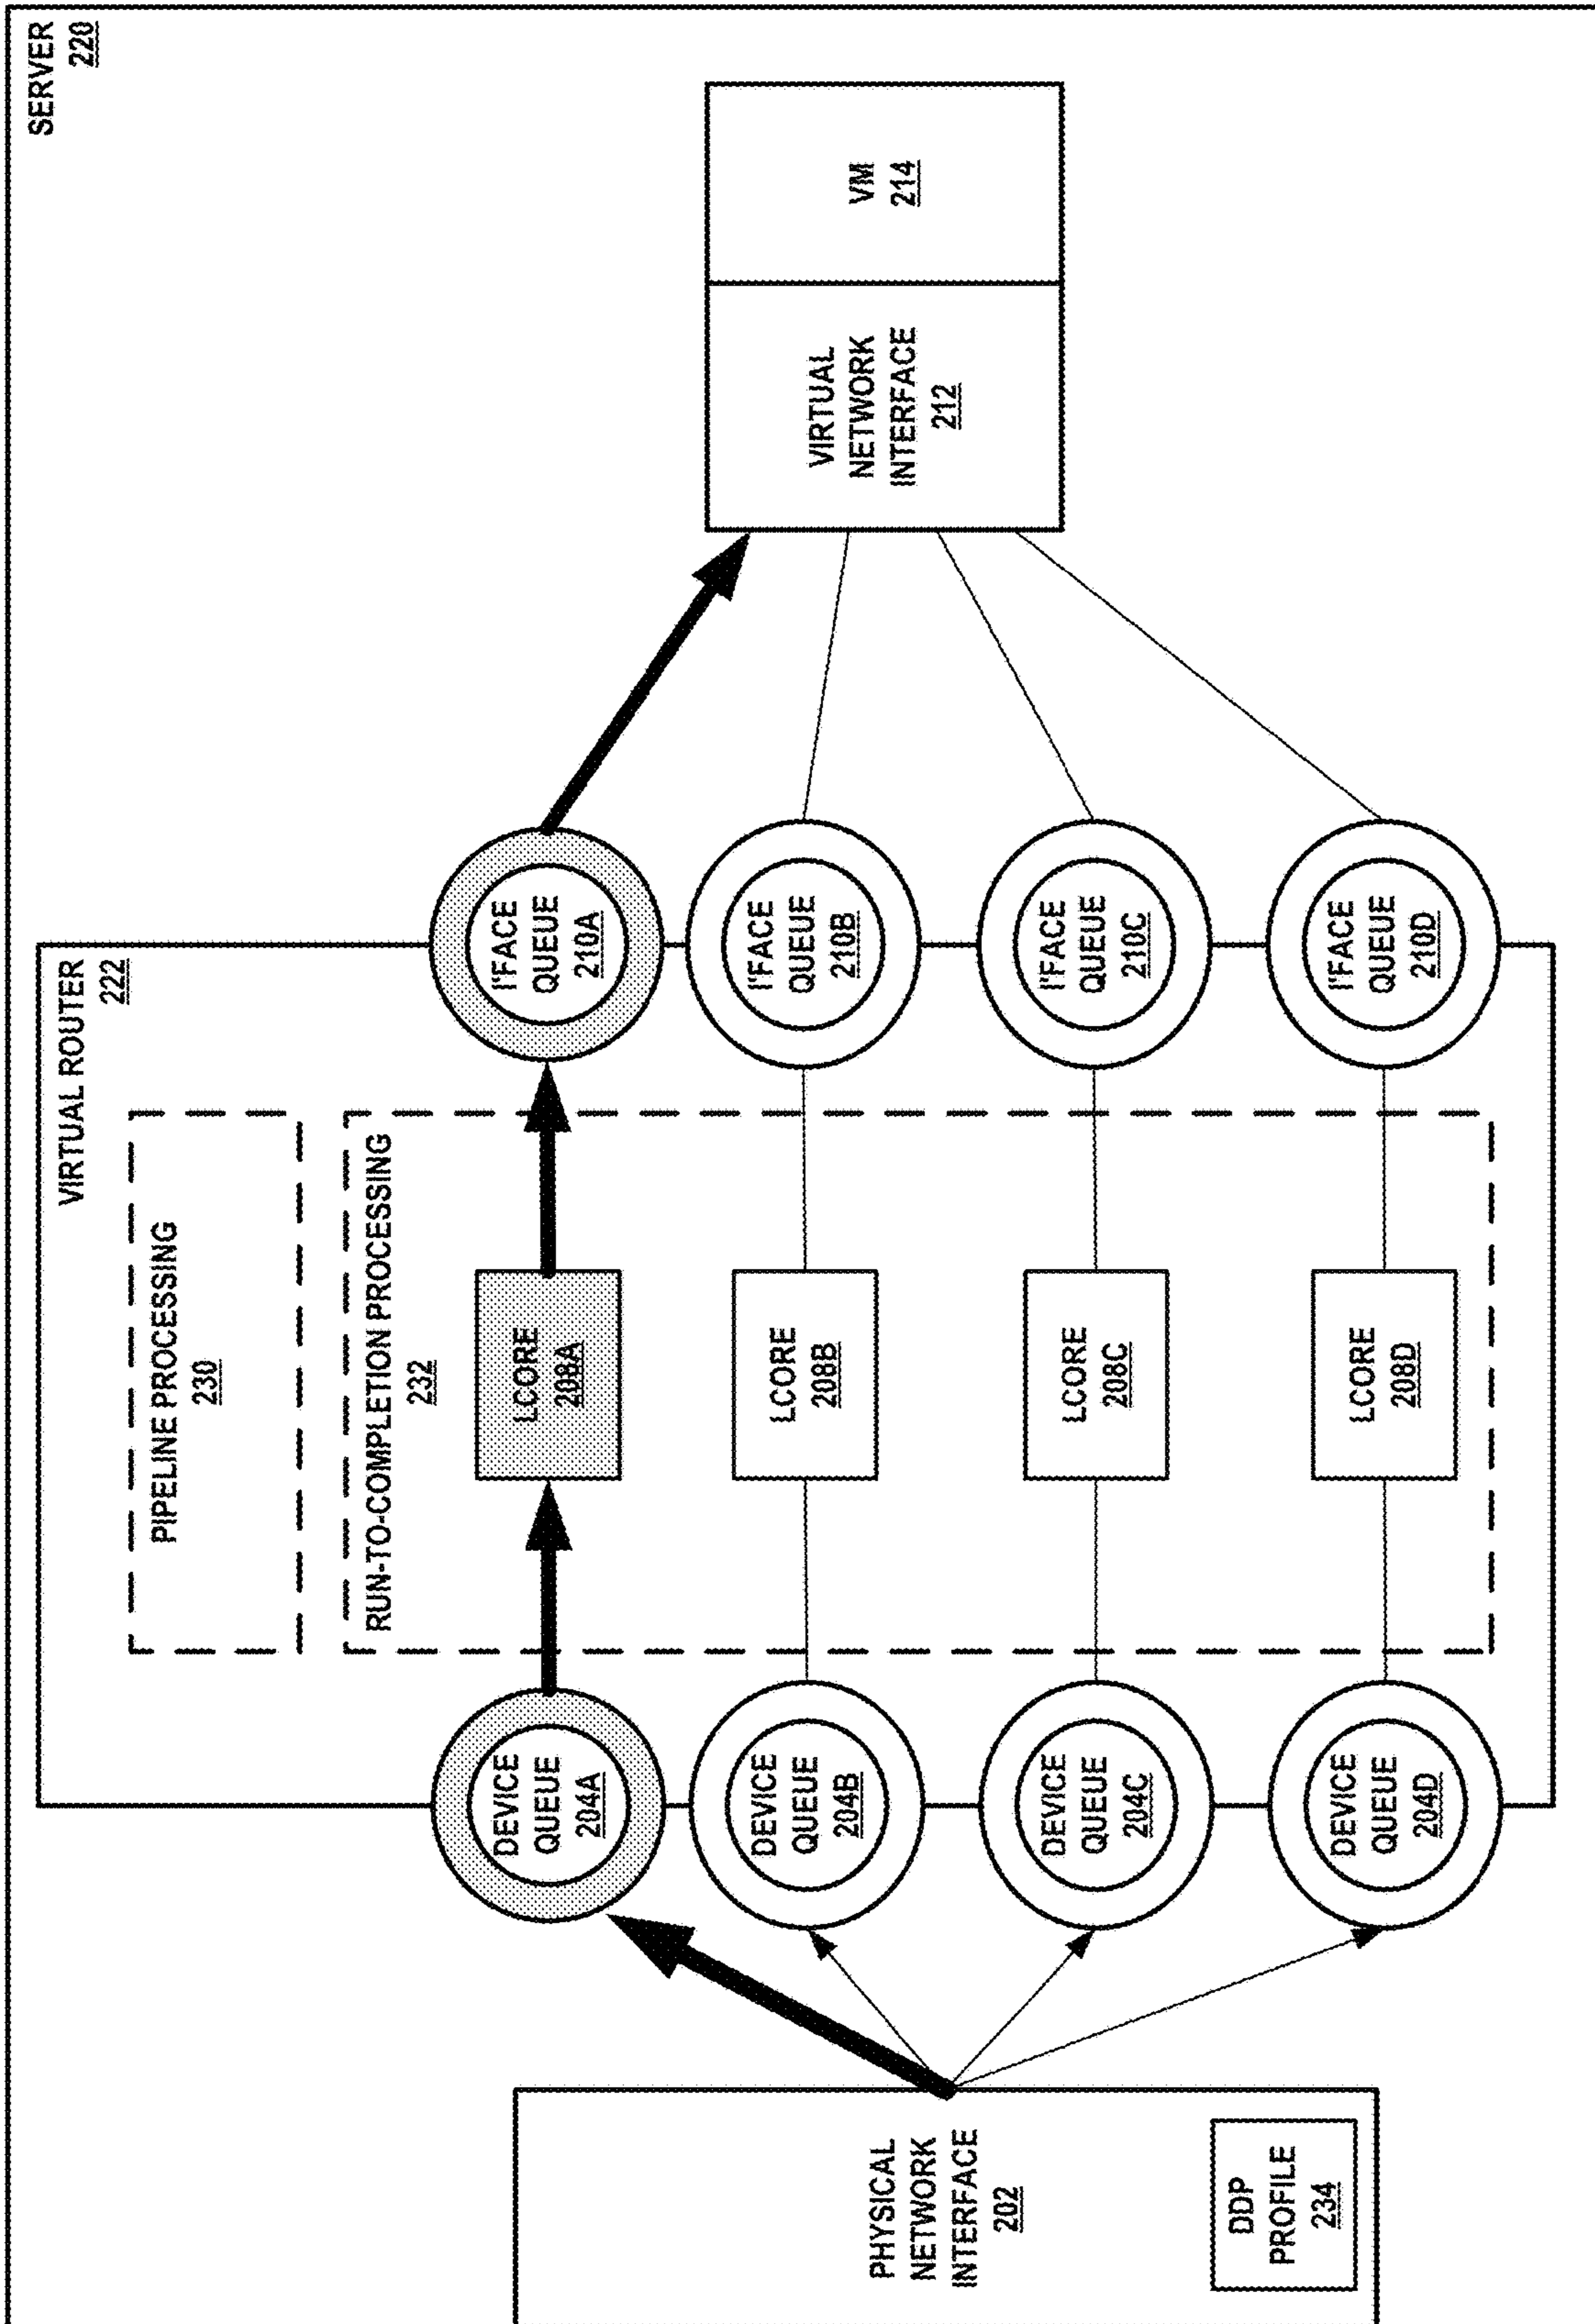 SERVER
220
VIRTUAL ROUTER
222
PIPELINE PROCESSING
230
RUN-TO-COMPLETION PROCESSING
232
PHYSICAL
NETWORK
INTERFACE
202
DDP
PROFILE
234
DEVICE
QUEUE
204A
LCORE
208A
I'FACE
QUEUE
210A
DEVICE
QUEUE
204B
LCORE
208B
I'FACE
QUEUE
210B
DEVICE
QUEUE
204C
LCORE
208C
I'FACE
QUEUE
210C
DEVICE
QUEUE
204D
LCORE
208D
I'FACE
QUEUE
210D
VIRTUAL
NETWORK
INTERFACE
212
VM
214